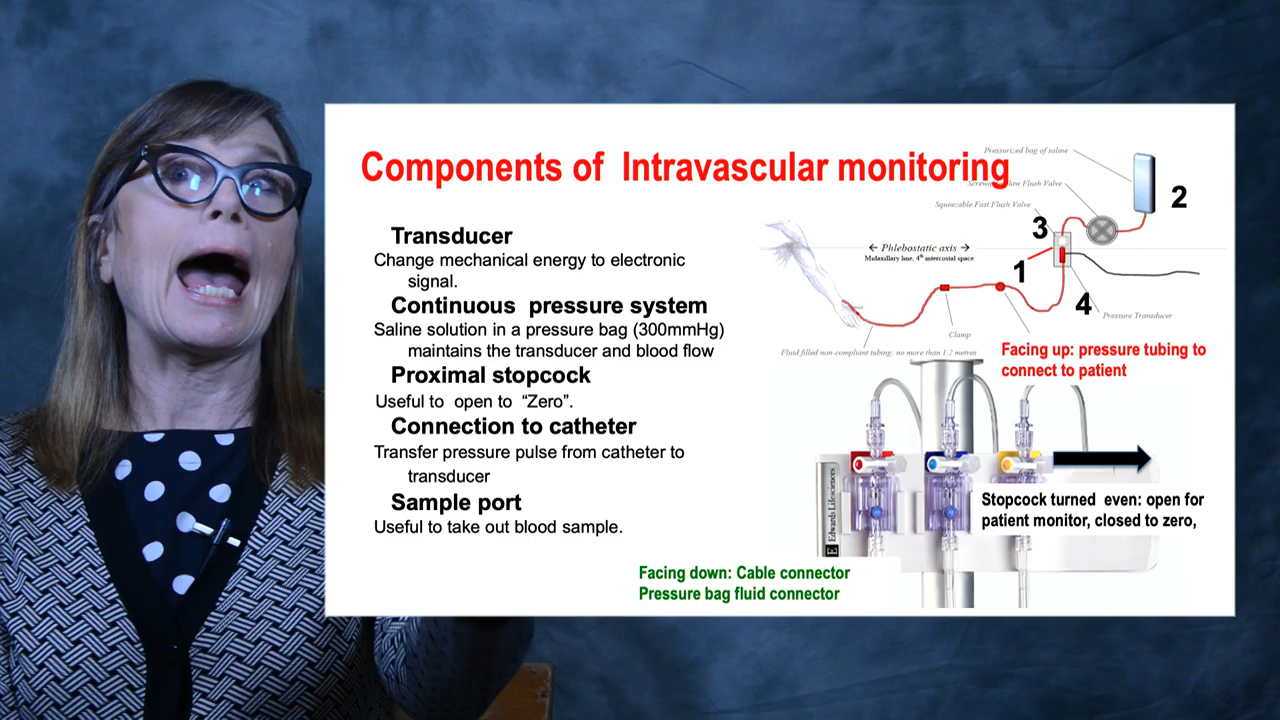 Components of Intravascular monitoring
Transducer
Change mechanical energy to electronic
signal.
Continuous pressure system
Saline solution in a pressure bag (300mmHg)
maintains the transducer and blood flow
Proximal stopcock
Useful to open to “Zero”.
Connection to catheter
Transfer pressure pulse from catheter to
transducer
Sample port
Useful to take out blood sample.
Pressurized bag of saline
Flow Flush Valve
Squeezable Fast Flush Valve
2
3
← Phlebostatic axis →
Midaxillary line, 4th intercostal space
1
4
Pressure Transducer
Clamp
Fluid filled non-compliant tubing: no more than 1.2 metres
Facing up: pressure tubing to
connect to patient
Edwards Lifesciences
E
Stopcock turned even: open for
patient monitor, closed to zero,
Facing down: Cable connector
Pressure bag fluid connector